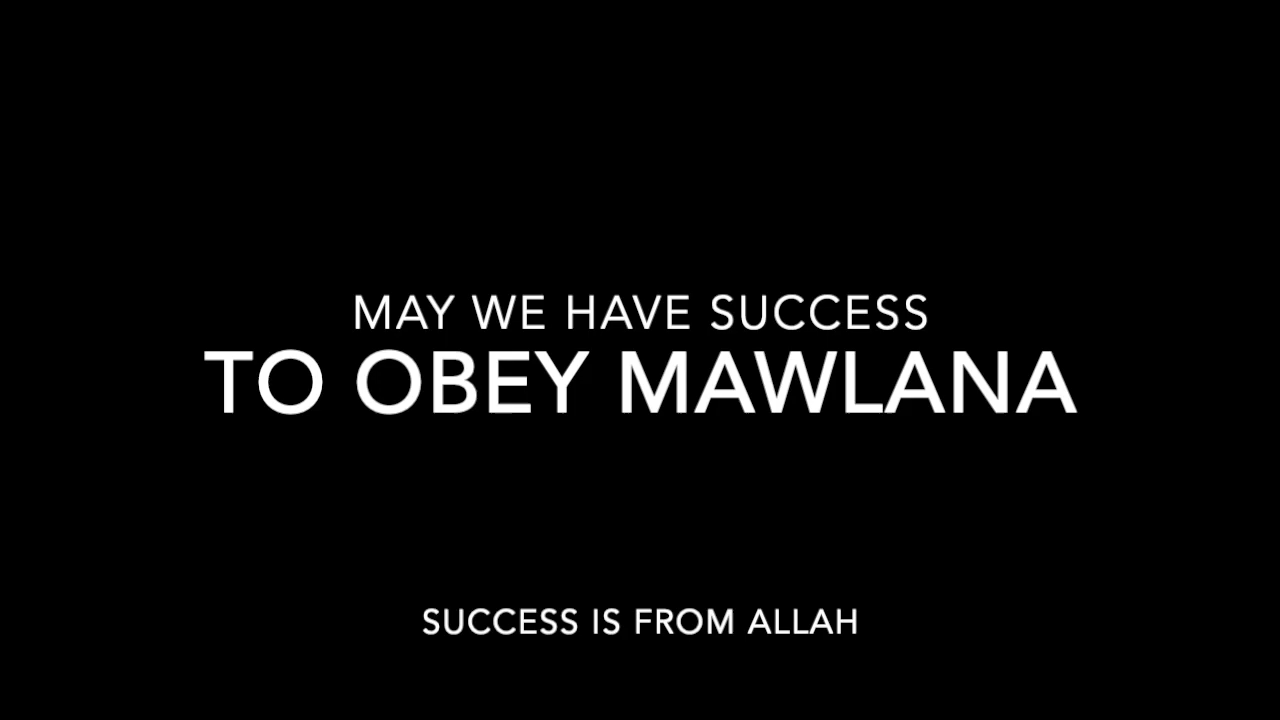 MAY WE HAVE SUCCESS
TO OBEY MAWLANA
SUCCESS IS FROM ALLAH